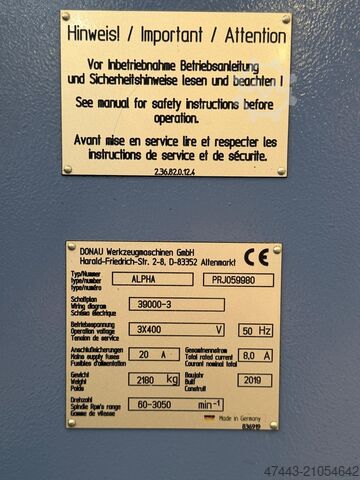 Hinweis! / Important / Attention
Vor Inbetriebnahme Betriebsanleitung
und Sicherheitshinweise lesen und beachten !
See manual for safety instructions before
operation.
Avant mise en service lire et respecter les
instructions de service et de sécurite.
2.36.82.0.12.4
DONAU Werkzeugmaschinen GmbH
Harald-Friedrich-Str. 2-8, D-83352 Altenmarkt
CE
Typ/Nummer
type/number
type/numéro
ALPHA
PRJ059980
Schaltplan
Wiring diagram
Schéma électrique
39000-3
Betriebsspannung
Operation voltage
Tension de service
3X400 V
50 Hz
Anschlußsicherungen
Mains supply fuses
Fusibles d'alimentation
20 A
Gesamtnennstrom
Total rated current
Courant nominal total
8,0 A
Gewicht
Weight
Poids
2180 kg
Baujahr
Built
Construit
2019
Drehzahl
Spindle Rpm's range
Gamme de vitesses
60-3050 min⁻¹
Made in Germany
836919
47443-21054642